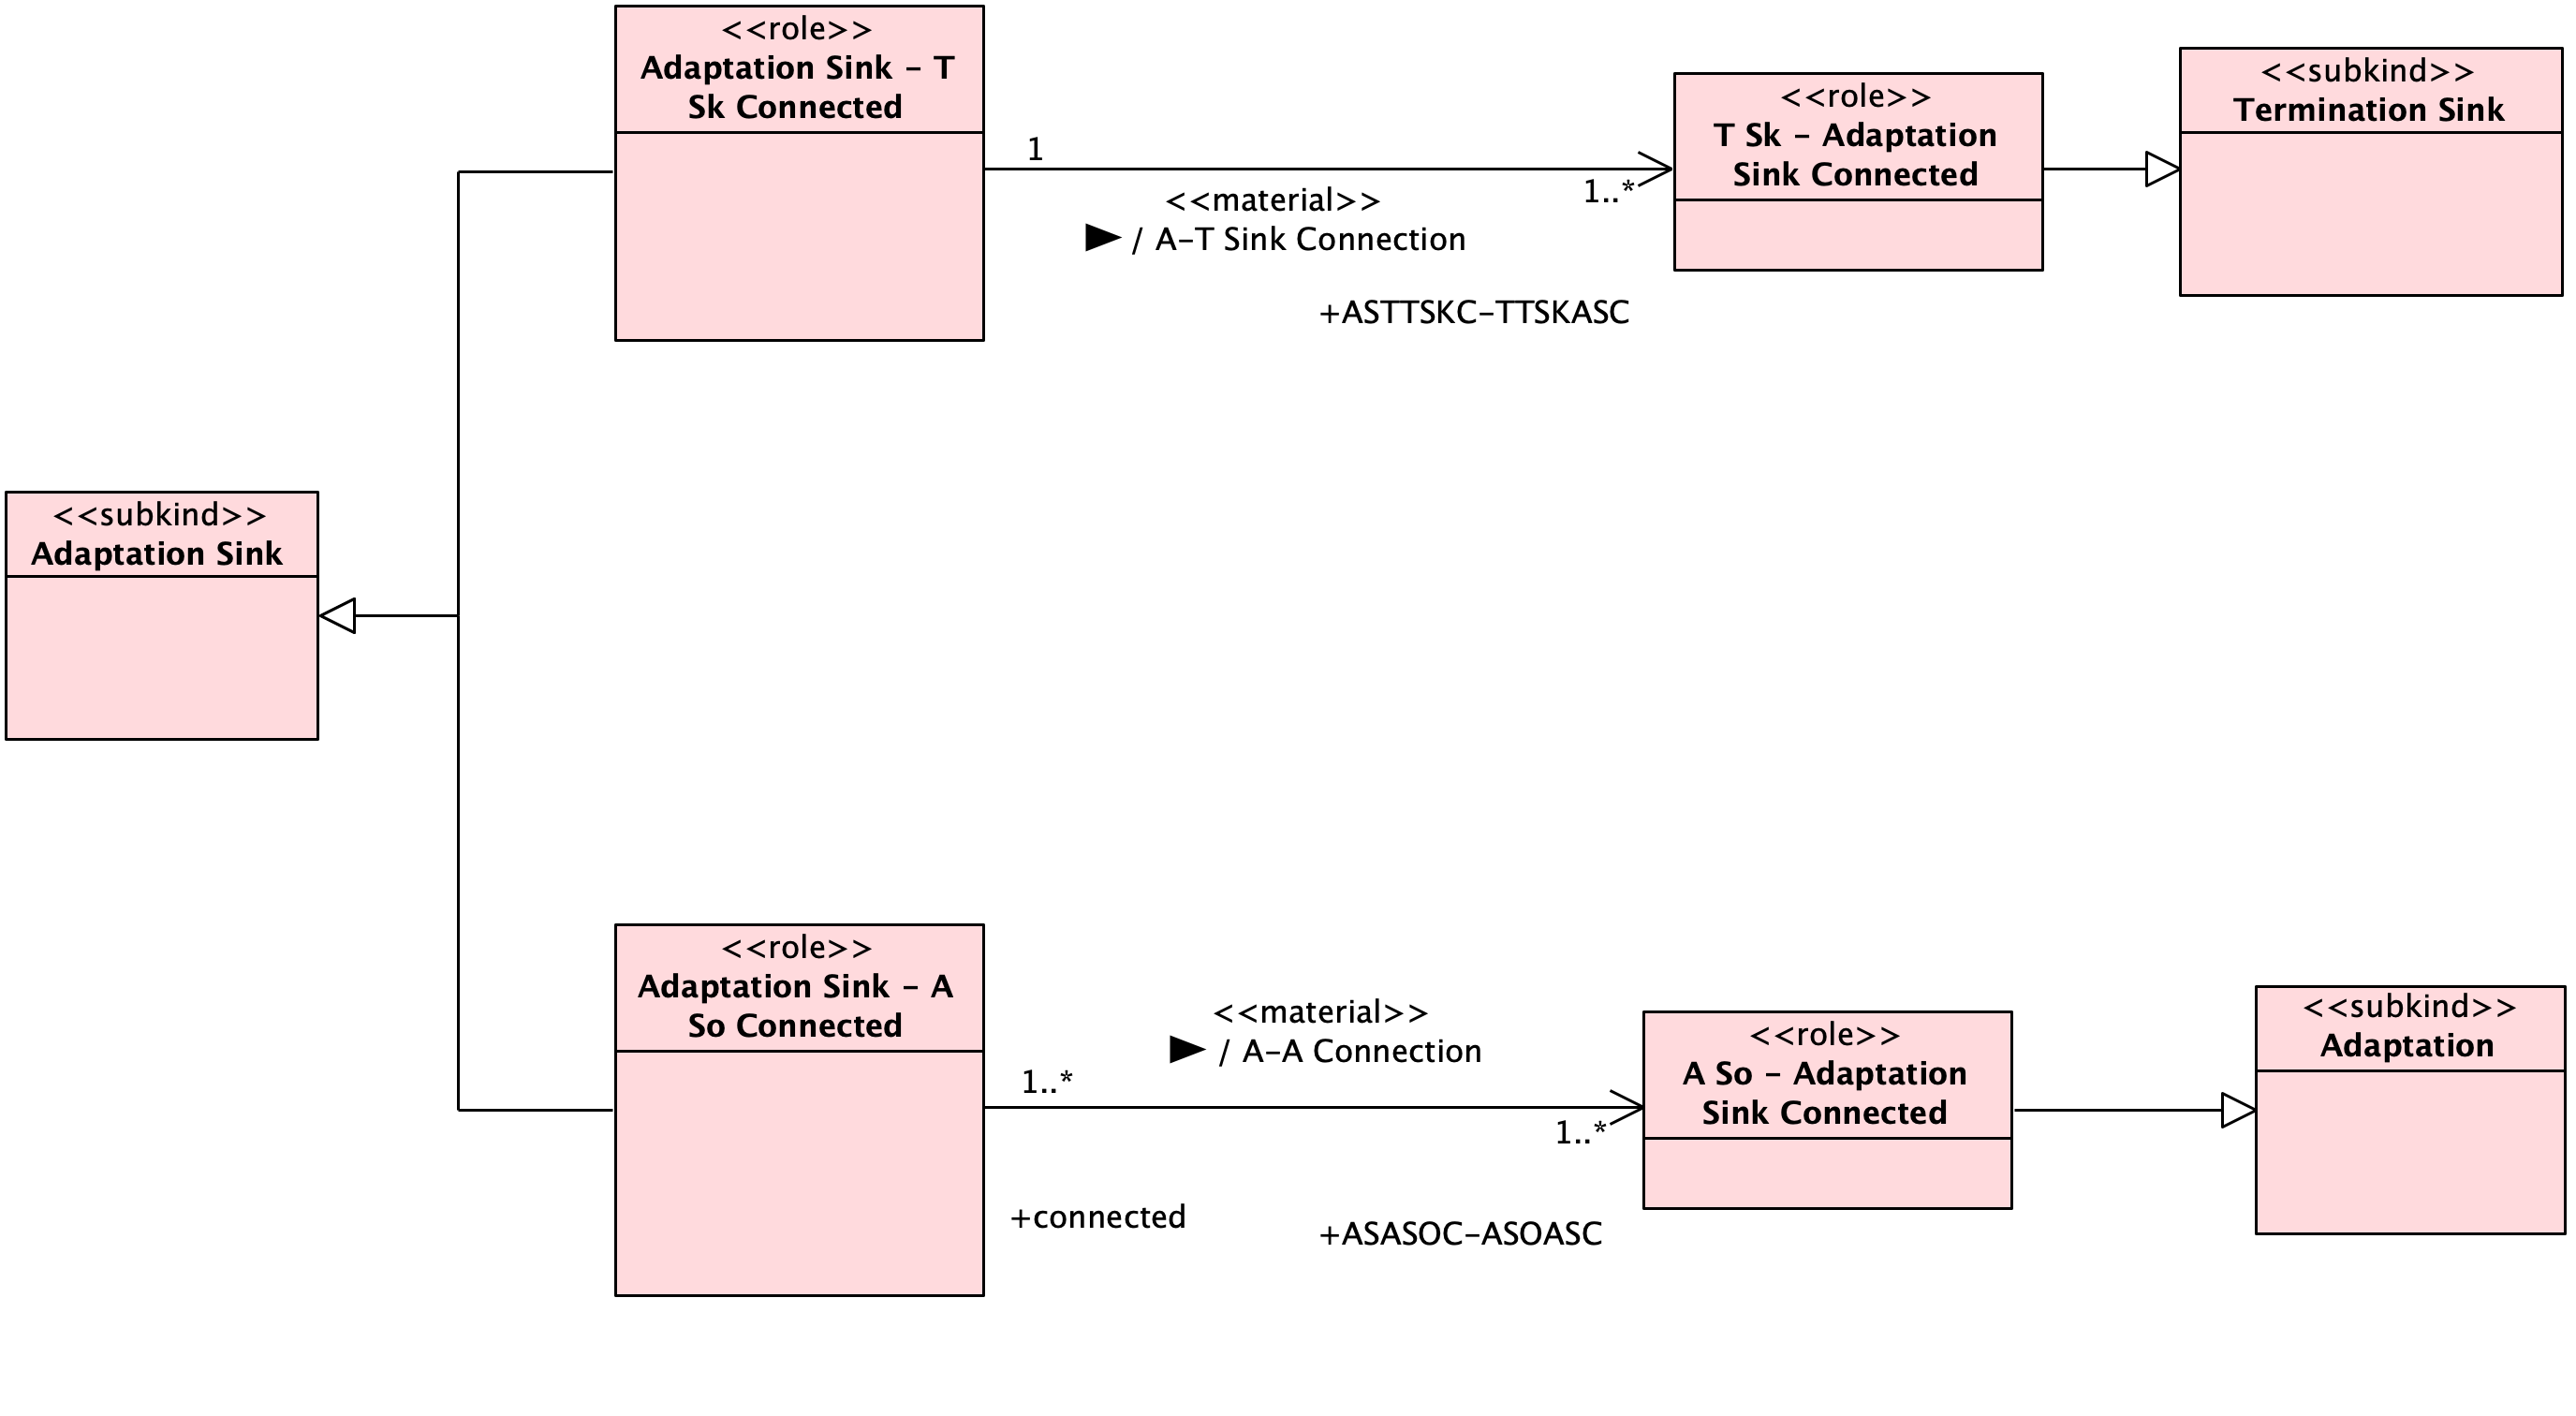 <<role>>
Adaptation Sink - T
Sk Connected
<<subkind>>
Termination Sink
<<role>>
T Sk - Adaptation
Sink Connected
1
1..*
<<material>>
/ A-T Sink Connection
+ASTTSKC-TTSKASC
<<subkind>>
Adaptation Sink
<<role>>
Adaptation Sink - A
So Connected
<<material>>
/ A-A Connection
1..*
1..*
<<role>>
A So - Adaptation
Sink Connected
<<subkind>>
Adaptation
+connected
+ASASOC-ASOASC